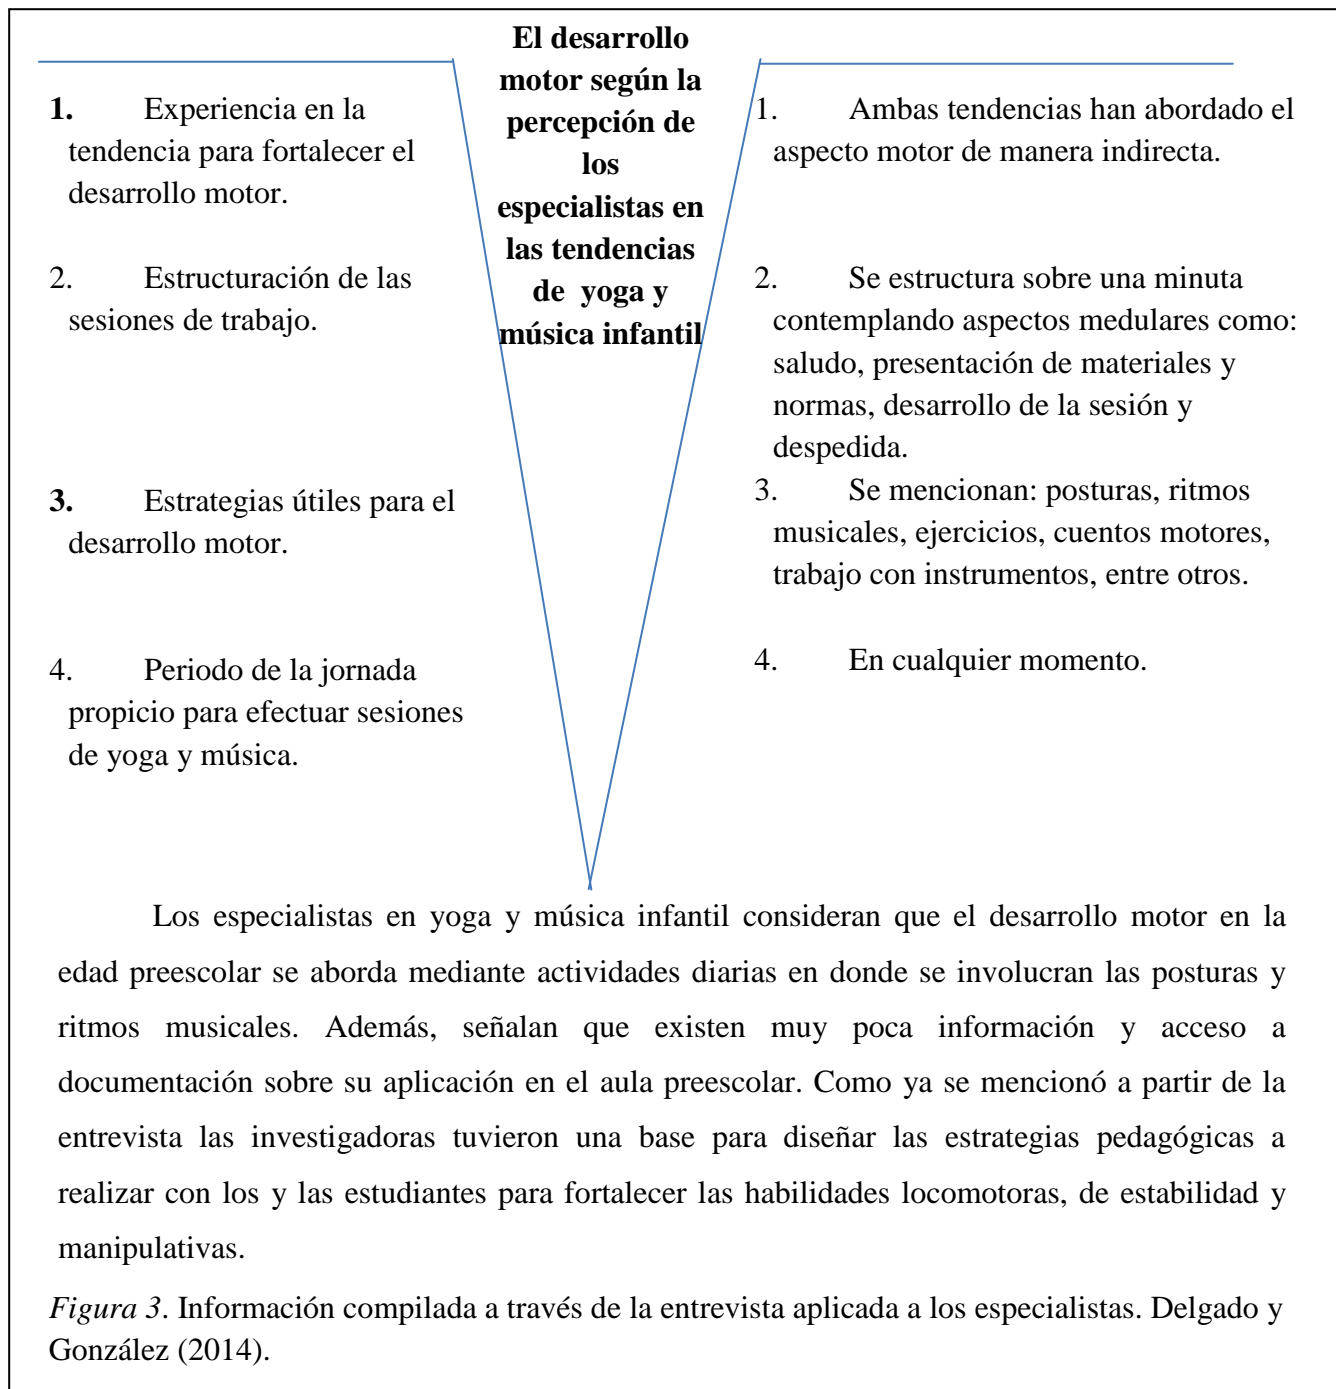 El desarrollo
motor según la
percepción de
los
especialistas en
las tendencias
de yoga y
música infantil
1. Experiencia en la
tendencia para fortalecer el
desarrollo motor.
2. Estructuración de las
sesiones de trabajo.
3. Estrategias útiles para el
desarrollo motor.
4. Periodo de la jornada
propicio para efectuar sesiones
de yoga y música.
1. Ambas tendencias han abordado el
aspecto motor de manera indirecta.
2. Se estructura sobre una minuta
contemplando aspectos medulares como:
saludo, presentación de materiales y
normas, desarrollo de la sesión y
despedida.
3. Se mencionan: posturas, ritmos
musicales, ejercicios, cuentos motores,
trabajo con instrumentos, entre otros.
4. En cualquier momento.
Los especialistas en yoga y música infantil consideran que el desarrollo motor en la
edad preescolar se aborda mediante actividades diarias en donde se involucran las posturas y
ritmos musicales. Además, señalan que existen muy poca información y acceso a
documentación sobre su aplicación en el aula preescolar. Como ya se mencionó a partir de la
entrevista las investigadoras tuvieron una base para diseñar las estrategias pedagógicas a
realizar con los y las estudiantes para fortalecer las habilidades locomotoras, de estabilidad y
manipulativas.
Figura 3. Información compilada a través de la entrevista aplicada a los especialistas. Delgado y
González (2014).